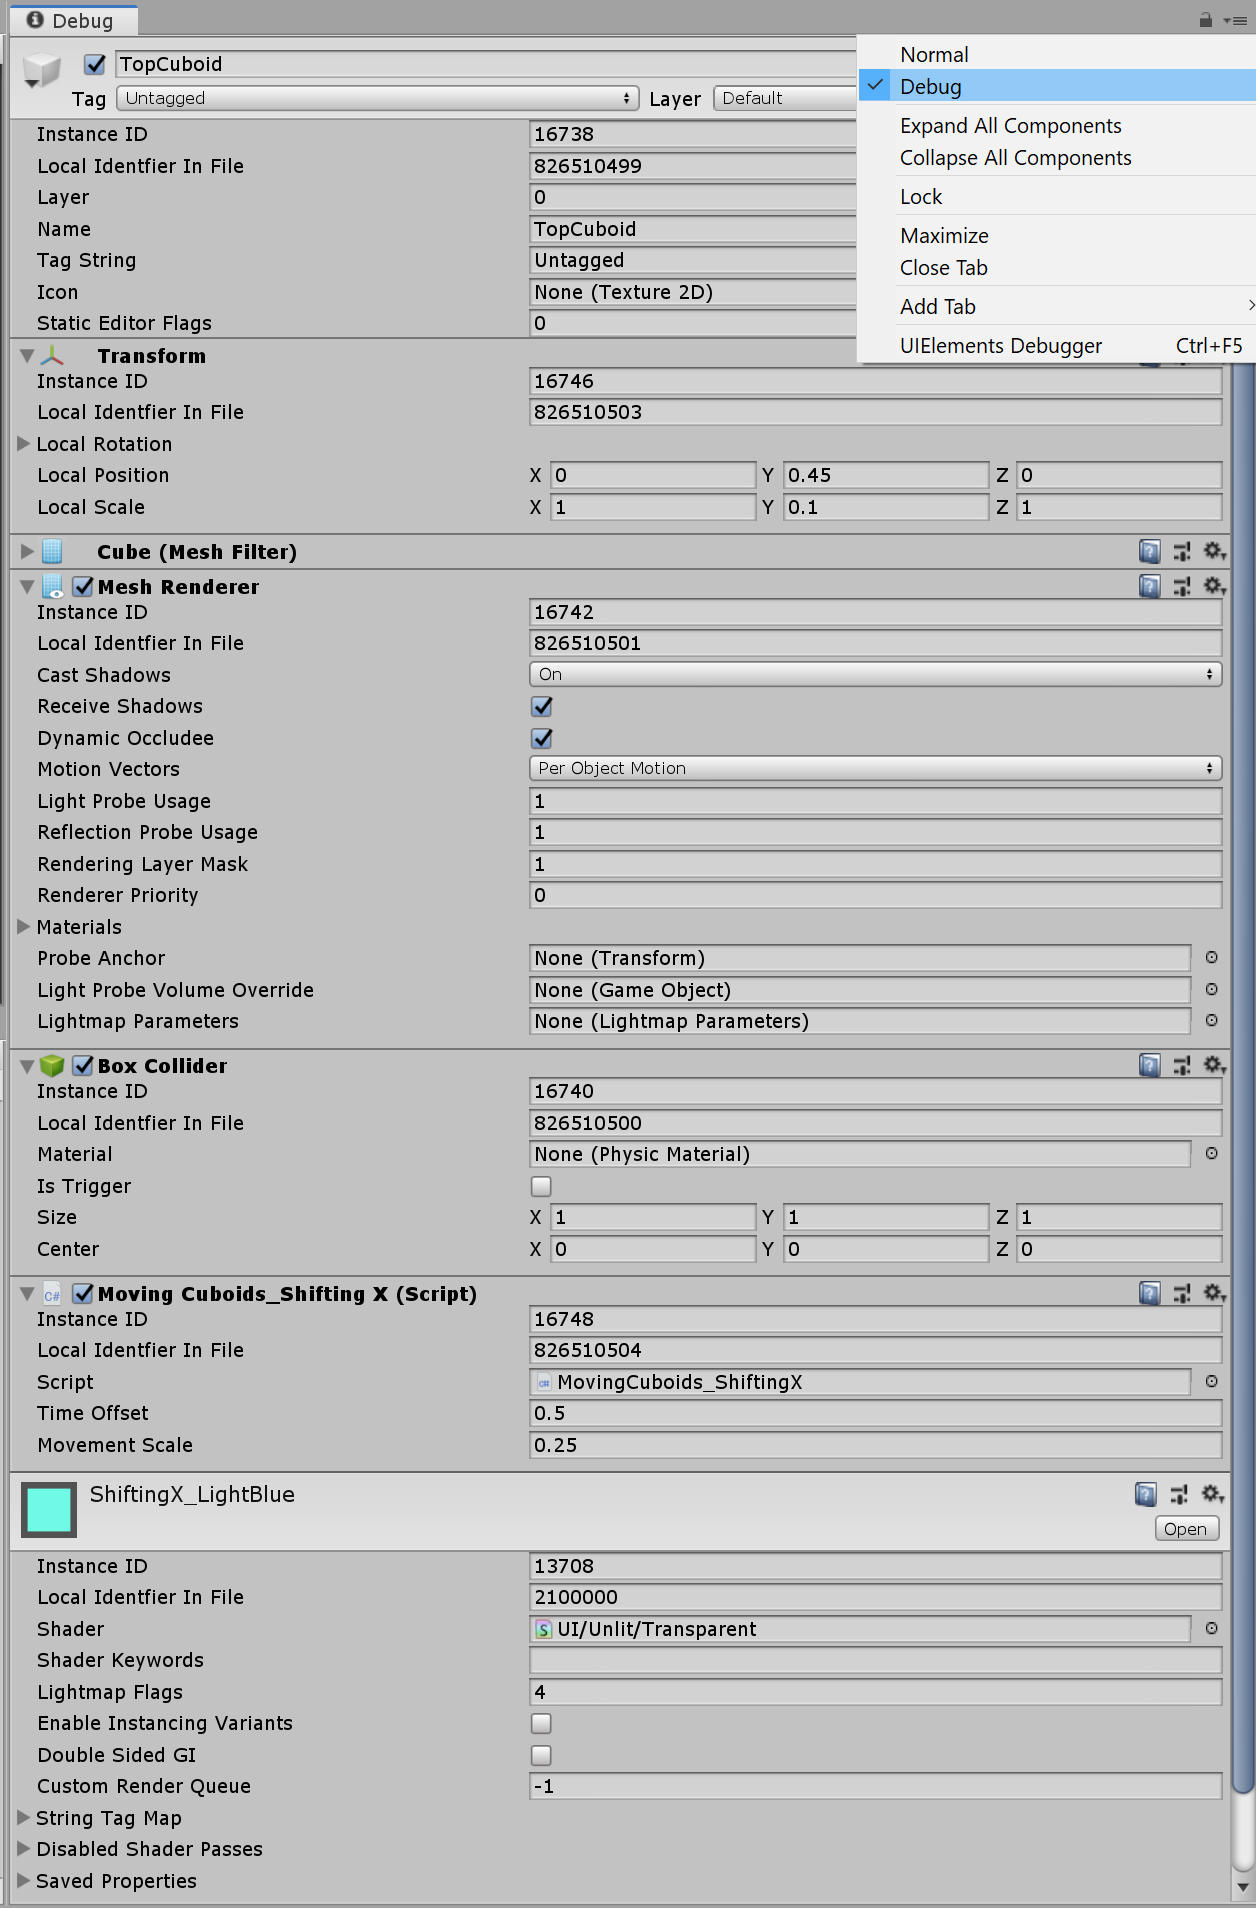 Debug
TopCuboid
Tag Untagged Layer Default
Normal
Debug
Expand All Components
Collapse All Components
Lock
Maximize
Close Tab
Add Tab
UIElements Debugger Ctrl+F5
Instance ID 16738
Local Identfier In File 826510499
Layer 0
Name TopCuboid
Tag String Untagged
Icon None (Texture 2D)
Static Editor Flags 0
Transform
Instance ID 16746
Local Identfier In File 826510503
Local Rotation
Local Position X 0 Y 0.45 Z 0
Local Scale X 1 Y 0.1 Z 1
Cube (Mesh Filter)
Mesh Renderer
Instance ID 16742
Local Identfier In File 826510501
Cast Shadows On
Receive Shadows
Dynamic Occludee
Motion Vectors Per Object Motion
Light Probe Usage 1
Reflection Probe Usage 1
Rendering Layer Mask 1
Renderer Priority 0
Materials
Probe Anchor None (Transform)
Light Probe Volume Override None (Game Object)
Lightmap Parameters None (Lightmap Parameters)
Box Collider
Instance ID 16740
Local Identfier In File 826510500
Material None (Physic Material)
Is Trigger
Size X 1 Y 1 Z 1
Center X 0 Y 0 Z 0
C# Moving Cuboids_Shifting X (Script)
Instance ID 16748
Local Identfier In File 826510504
Script C# MovingCuboids_ShiftingX
Time Offset 0.5
Movement Scale 0.25
ShiftingX_LightBlue
Open
Instance ID 13708
Local Identfier In File 2100000
Shader S UI/Unlit/Transparent
Shader Keywords
Lightmap Flags 4
Enable Instancing Variants
Double Sided GI
Custom Render Queue -1
String Tag Map
Disabled Shader Passes
Saved Properties